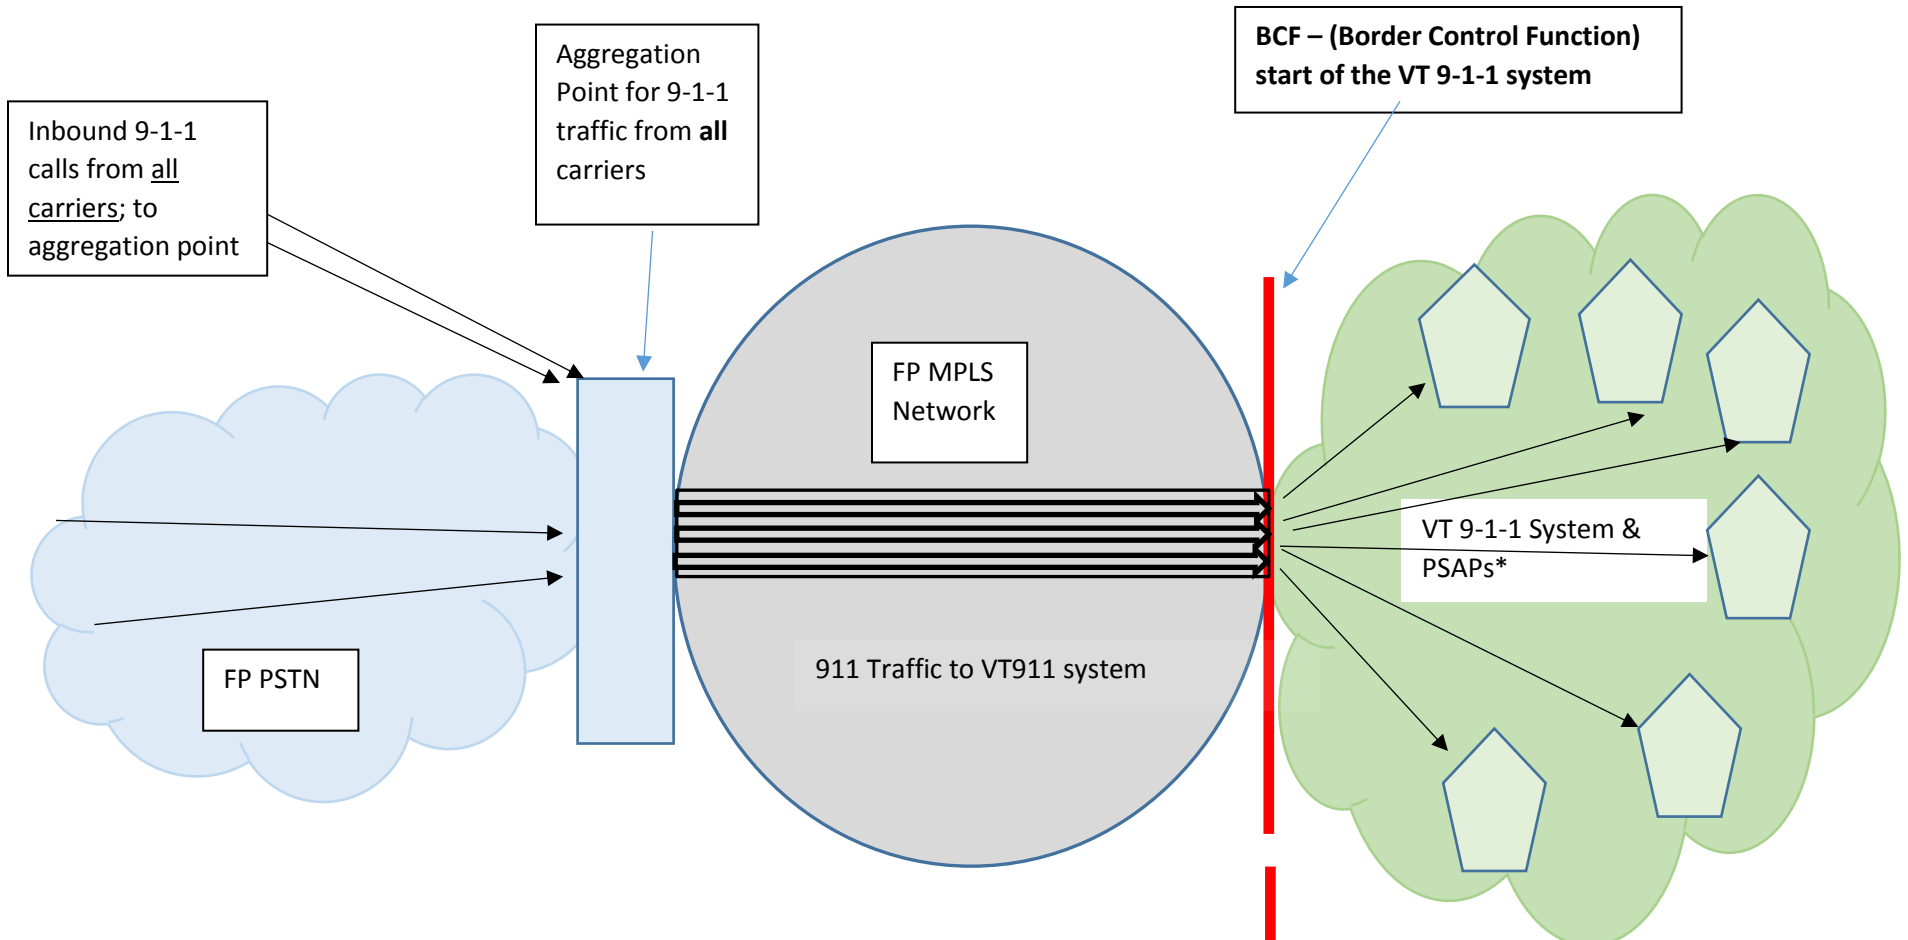 Inbound 9-1-1
calls from all
carriers; to
aggregation point
Aggregation
Point for 9-1-1
traffic from all
carriers
BCF – (Border Control Function)
start of the VT 9-1-1 system
FP MPLS
Network
VT 9-1-1 System &
PSAPs*
FP PSTN
911 Traffic to VT911 system